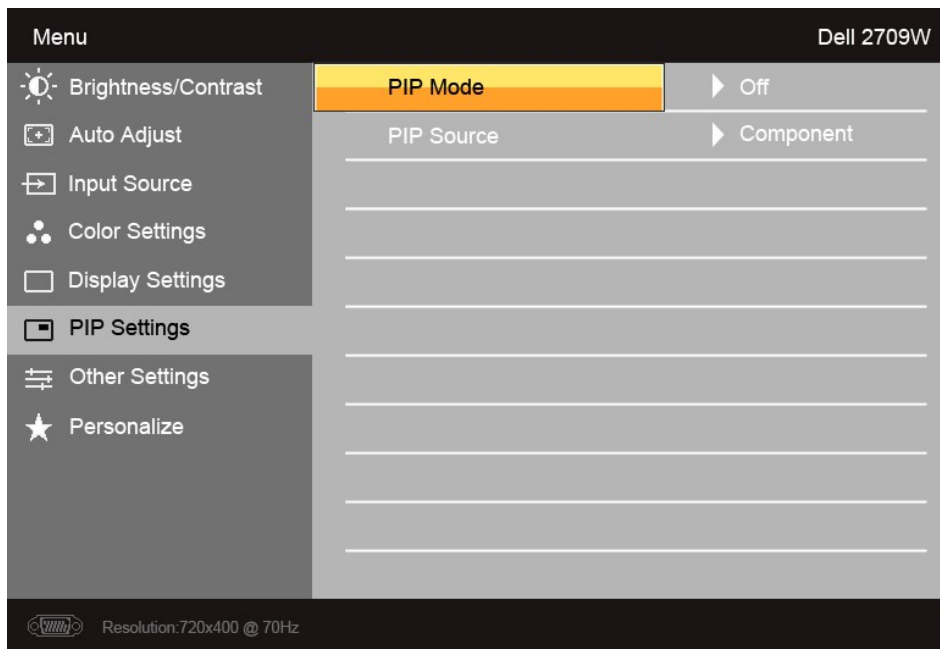 Menu Dell 2709W
Brightness/Contrast PIP Mode Off
Auto Adjust PIP Source Component
Input Source
Color Settings
Display Settings
PIP Settings
Other Settings
Personalize
Resolution:720x400 @ 70Hz